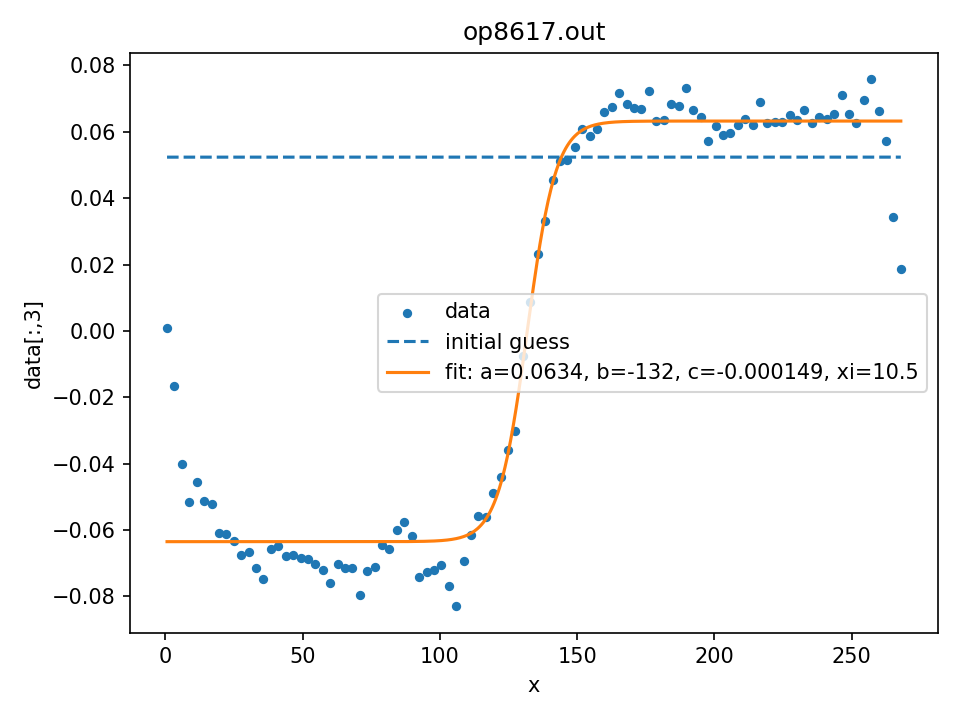 op8617.out
0.08
0.06
0.04
0.02
0.00
−0.02
−0.04
−0.06
−0.08
data[:,3]
data
initial guess
fit: a=0.0634, b=-132, c=-0.000149, xi=10.5
0 50 100 150 200 250
x